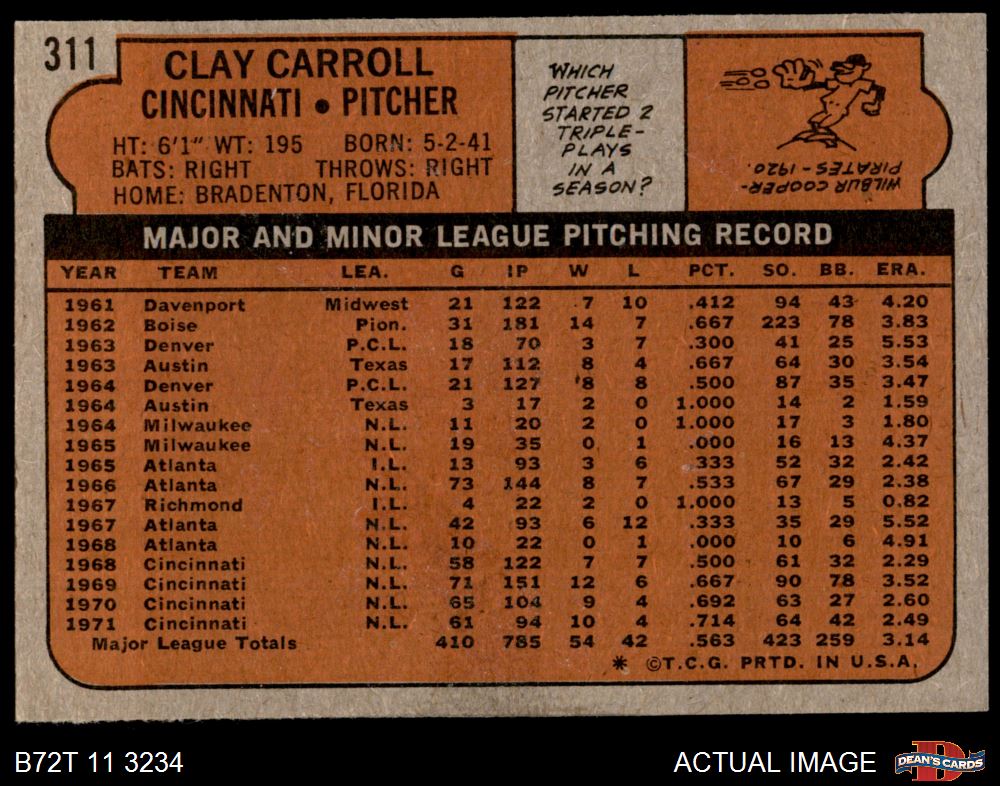 311
CLAY CARROLL
CINCINNATI • PITCHER
HT: 6'1" WT: 195 BORN: 5-2-41
BATS: RIGHT THROWS: RIGHT
HOME: BRADENTON, FLORIDA
WHICH
PITCHER
STARTED 2
TRIPLE-
PLAYS
IN A
SEASON?
WILBUR COOPER-
PIRATES-1920.
MAJOR AND MINOR LEAGUE PITCHING RECORD
YEAR TEAM LEA. G IP W L PCT. SO. BB. ERA.
1961 Davenport Midwest 21 122 7 10 .412 94 43 4.20
1962 Boise Pion. 31 181 14 7 .667 223 78 3.83
1963 Denver P.C.L. 18 70 3 7 .300 41 25 5.53
1963 Austin Texas 17 112 8 4 .667 64 30 3.54
1964 Denver P.C.L. 21 127 8 8 .500 87 35 3.47
1964 Austin Texas 3 17 2 0 1.000 14 2 1.59
1964 Milwaukee N.L. 11 20 2 0 1.000 17 3 1.80
1965 Milwaukee N.L. 19 35 0 1 .000 16 13 4.37
1965 Atlanta I.L. 13 93 3 6 .333 52 32 2.42
1966 Atlanta N.L. 73 144 8 7 .533 67 29 2.38
1967 Richmond I.L. 4 22 2 0 1.000 13 5 0.82
1967 Atlanta N.L. 42 93 6 12 .333 35 29 5.52
1968 Atlanta N.L. 10 22 0 1 .000 10 6 4.91
1968 Cincinnati N.L. 58 122 7 7 .500 61 32 2.29
1969 Cincinnati N.L. 71 151 12 6 .667 90 78 3.52
1970 Cincinnati N.L. 65 104 9 4 .692 63 27 2.60
1971 Cincinnati N.L. 61 94 10 4 .714 64 42 2.49
Major League Totals 410 785 54 42 .563 423 259 3.14
* ©T.C.G. PRTD. IN U.S.A.
B72T 11 3234
ACTUAL IMAGE
D
DEAN'S CARDS